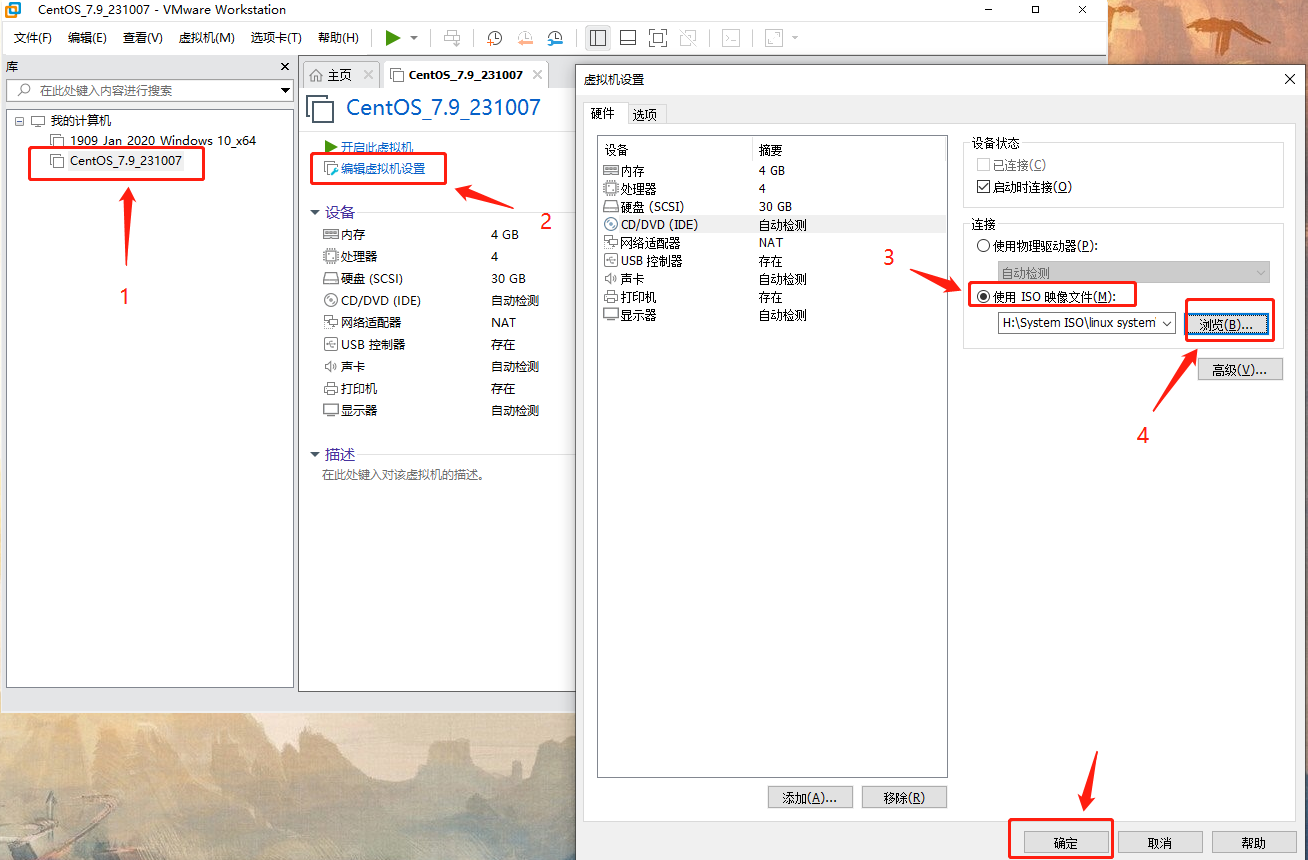 CentOS_7.9_231007 - VMware Workstation
文件(F) 编辑(E) 查看(V) 虚拟机(M) 选项卡(T) 帮助(H)
库
在此处键入内容进行搜索
我的计算机
1909_Jan_2020_Windows 10_x64
CentOS_7.9_231007
1
主页 CentOS_7.9_231007
CentOS_7.9_231007
开启此虚拟机
编辑虚拟机设置
2
设备
内存 4 GB
处理器 4
硬盘 (SCSI) 30 GB
CD/DVD (IDE) 自动检测
网络适配器 NAT
USB 控制器 存在
声卡 自动检测
打印机 存在
显示器 自动检测
描述
在此处键入对该虚拟机的描述。
虚拟机设置
硬件 选项
设备 摘要
内存 4 GB
处理器 4
硬盘 (SCSI) 30 GB
CD/DVD (IDE) 自动检测
网络适配器 NAT
USB 控制器 存在
声卡 自动检测
打印机 存在
显示器 自动检测
添加(A)... 移除(R)
设备状态
已连接(C)
启动时连接(O)
连接
使用物理驱动器(P):
自动检测
3
使用 ISO 映像文件(M):
H:\System ISO\linux system 浏览(B)...
高级(V)...
4
确定 取消 帮助